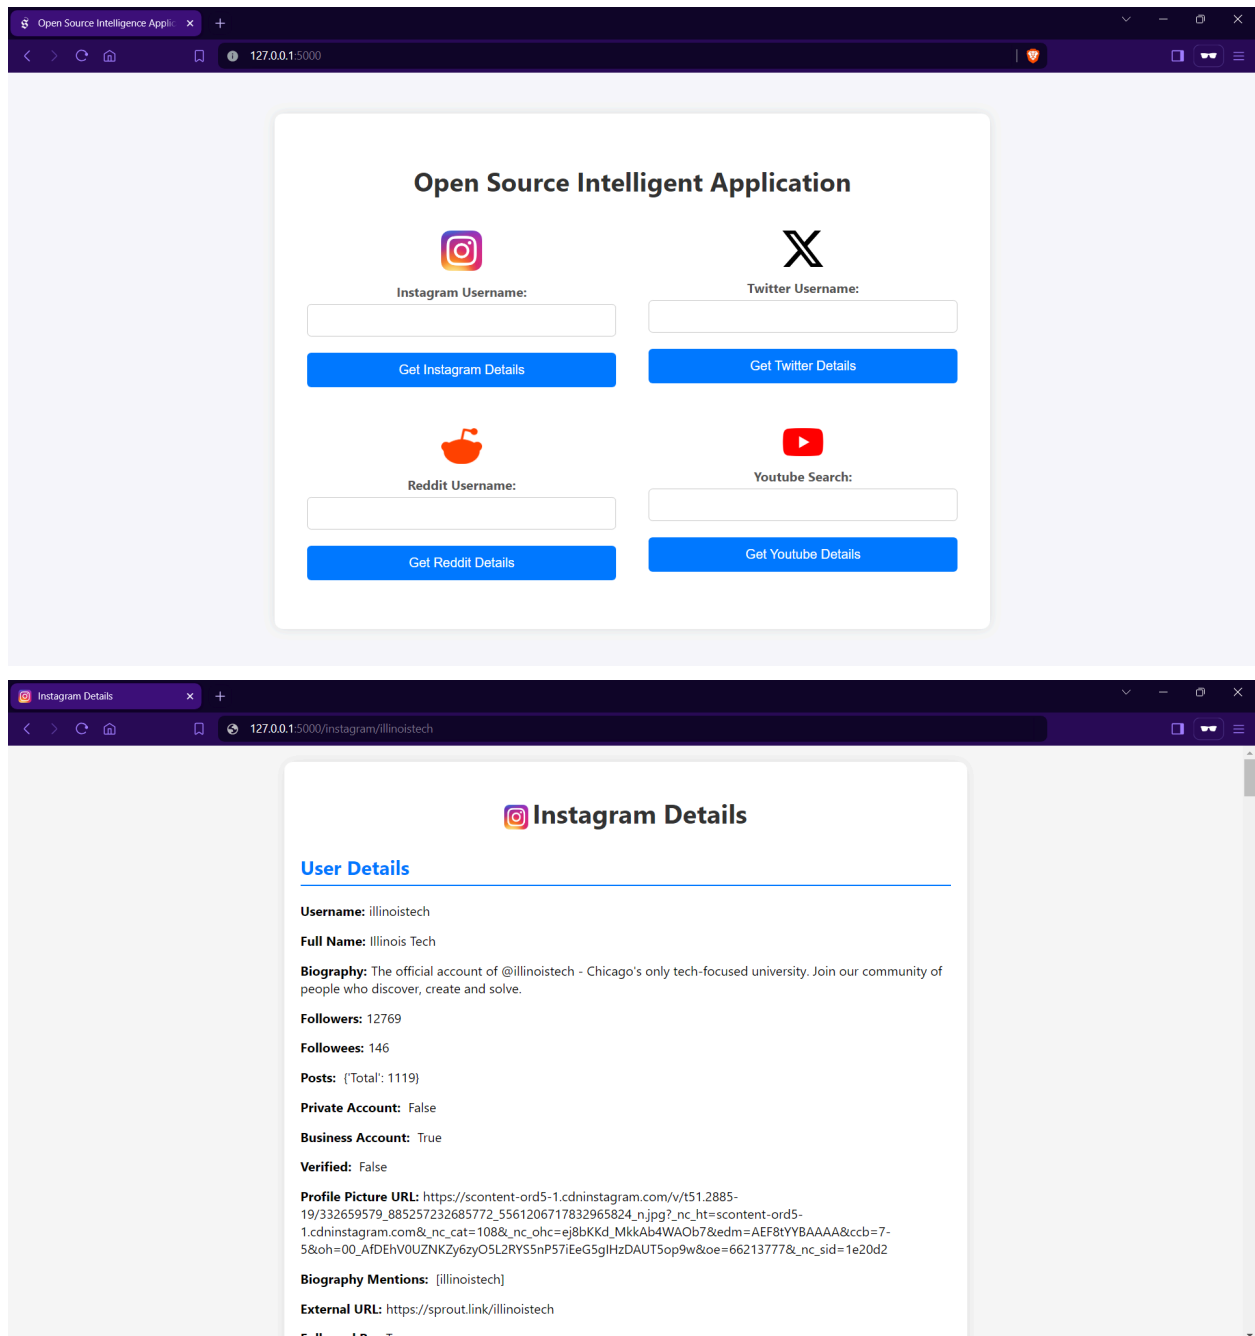 Open Source Intelligence Applic
127.0.0.1:5000
Open Source Intelligent Application
Instagram Username:
Twitter Username:
Get Instagram Details
Get Twitter Details
Reddit Username:
Youtube Search:
Get Reddit Details
Get Youtube Details
Instagram Details
127.0.0.1:5000/instagram/illinoistech
Instagram Details
User Details
Username: illinoistech
Full Name: Illinois Tech
Biography: The official account of @illinoistech - Chicago's only tech-focused university. Join our community of
people who discover, create and solve.
Followers: 12769
Followees: 146
Posts: {'Total': 1119}
Private Account: False
Business Account: True
Verified: False
Profile Picture URL: https://scontent-ord5-1.cdninstagram.com/v/t51.2885-
19/332659579_885257232685772_5561206717832965824_n.jpg?_nc_ht=scontent-ord5-
1.cdninstagram.com&_nc_cat=108&_nc_ohc=ej8bKKd_MkkAb4WAOb7&edm=AEF8tYYBAAAA&ccb=7-
5&oh=00_AfDEhV0UZNKZy6zyO5L2RYS5nP57iEeG5gIHzDAUT5op9w&oe=66213777&_nc_sid=1e20d2
Biography Mentions: [illinoistech]
External URL: https://sprout.link/illinoistech